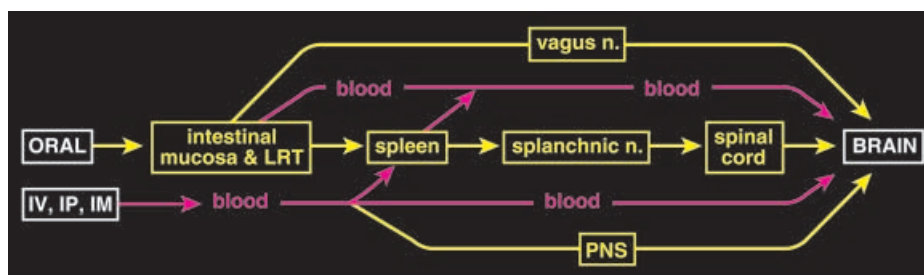 vagus n.
blood
blood
ORAL
intestinal
mucosa & LRT
spleen
splanchnic n.
spinal
cord
BRAIN
IV, IP, IM
blood
blood
PNS